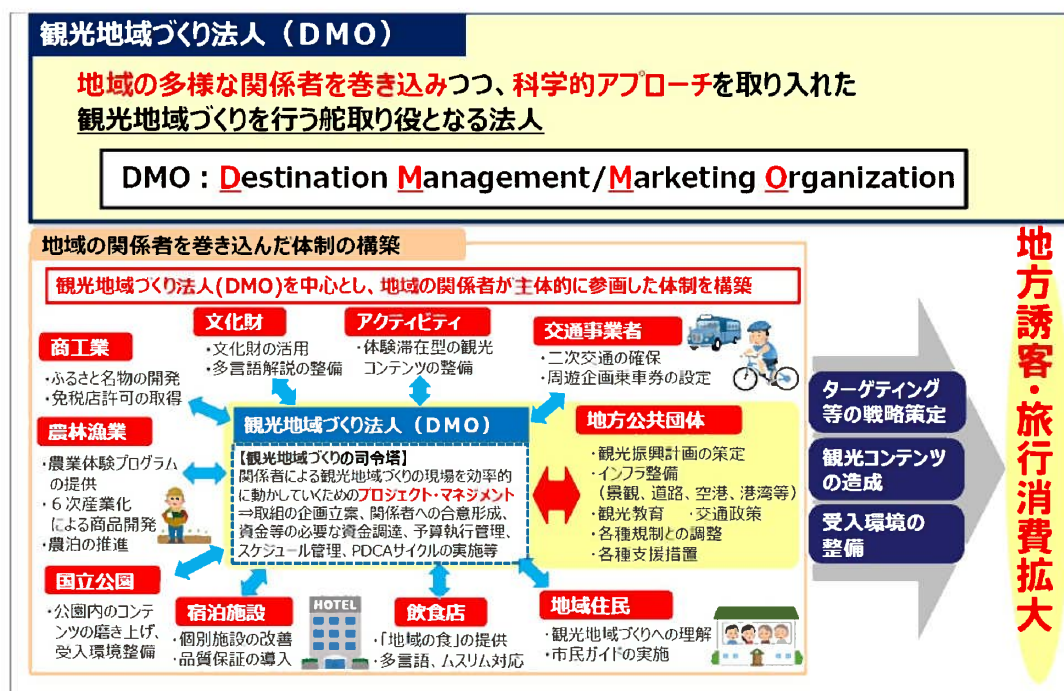 観光地域づくり法人（DMO）
地域の多様な関係者を巻き込みつつ、科学的アプローチを取り入れた
観光地域づくりを行う舵取り役となる法人
DMO : Destination Management/Marketing Organization
地域の関係者を巻き込んだ体制の構築
観光地域づくり法人(DMO)を中心とし、地域の関係者が主体的に参画した体制を構築
商工業
・ふるさと名物の開発
・免税店許可の取得
文化財
・文化財の活用
・多言語解説の整備
アクティビティ
・体験滞在型の観光
コンテンツの整備
交通事業者
・二次交通の確保
・周遊企画乗車券の設定
農林漁業
・農業体験プログラム
の提供
・６次産業化
による商品開発
・農泊の推進
観光地域づくり法人（DMO）
【観光地域づくりの司令塔】
関係者による観光地域づくりの現場を効率的
に動かしていくためのプロジェクト・マネジメント
⇒取組の企画立案、関係者への合意形成、
資金等の必要な資金調達、予算執行管理、
スケジュール管理、PDCAサイクルの実施等
地方公共団体
・観光振興計画の策定
・インフラ整備
（景観、道路、空港、港湾等）
・観光教育　・交通政策
・各種規制との調整
・各種支援措置
国立公園
・公園内のコンテ
ンツの磨き上げ、
受入環境整備
宿泊施設
・個別施設の改善
・品質保証の導入
HOTEL
飲食店
・「地域の食」の提供
・多言語、ムスリム対応
地域住民
・観光地域づくりへの理解
・市民ガイドの実施
ターゲティング
等の戦略策定
観光コンテンツ
の造成
受入環境の
整備
地方誘客・旅行消費拡大